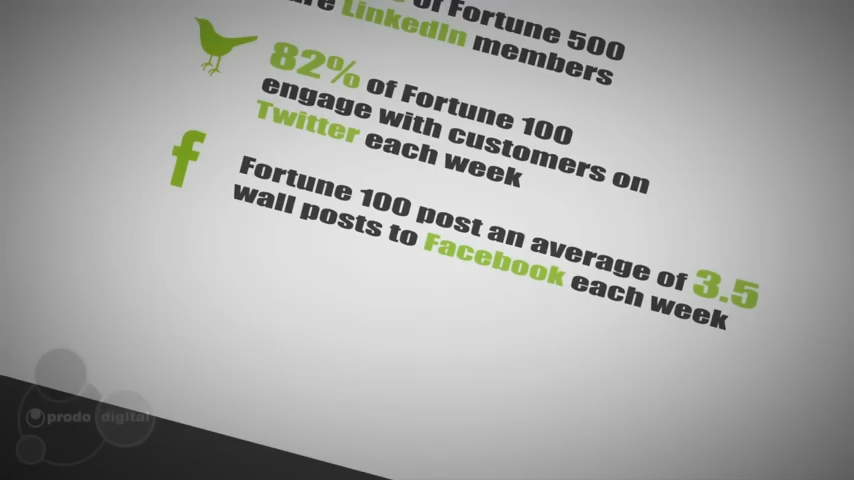 of Fortune 500
are LinkedIn members
82% of Fortune 100
engage with customers on
Twitter each week
f
Fortune 100 post an average of 3.5
wall posts to Facebook each week
prodo digital